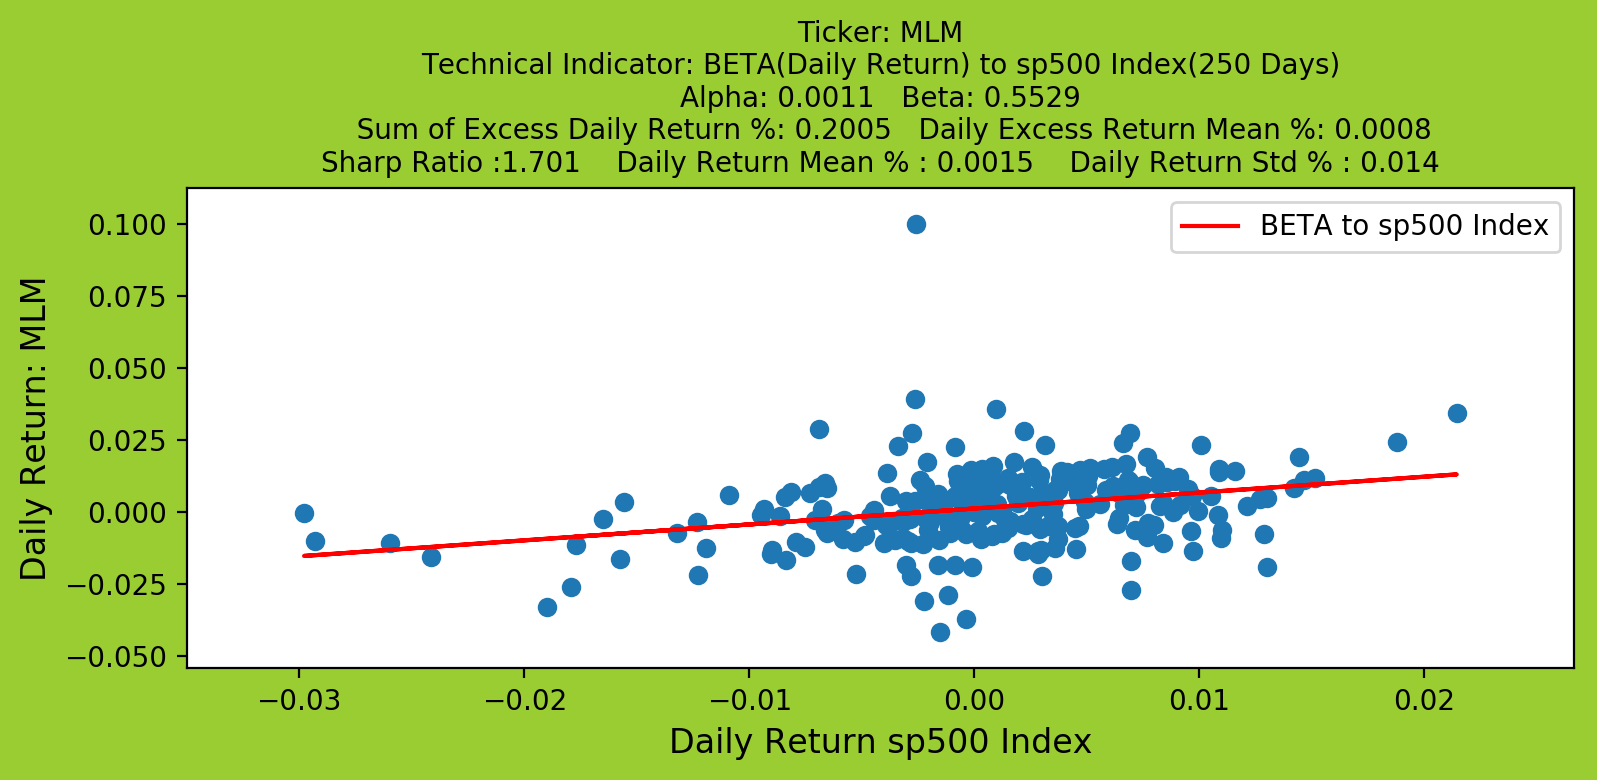 Ticker: MLM
Technical Indicator: BETA(Daily Return) to sp500 Index(250 Days)
Alpha: 0.0011   Beta: 0.5529
Sum of Excess Daily Return %: 0.2005   Daily Excess Return Mean %: 0.0008
Sharp Ratio :1.701    Daily Return Mean % : 0.0015    Daily Return Std % : 0.014
BETA to sp500 Index
Daily Return: MLM
0.100
0.075
0.050
0.025
0.000
−0.025
−0.050
−0.03
−0.02
−0.01
0.00
0.01
0.02
Daily Return sp500 Index